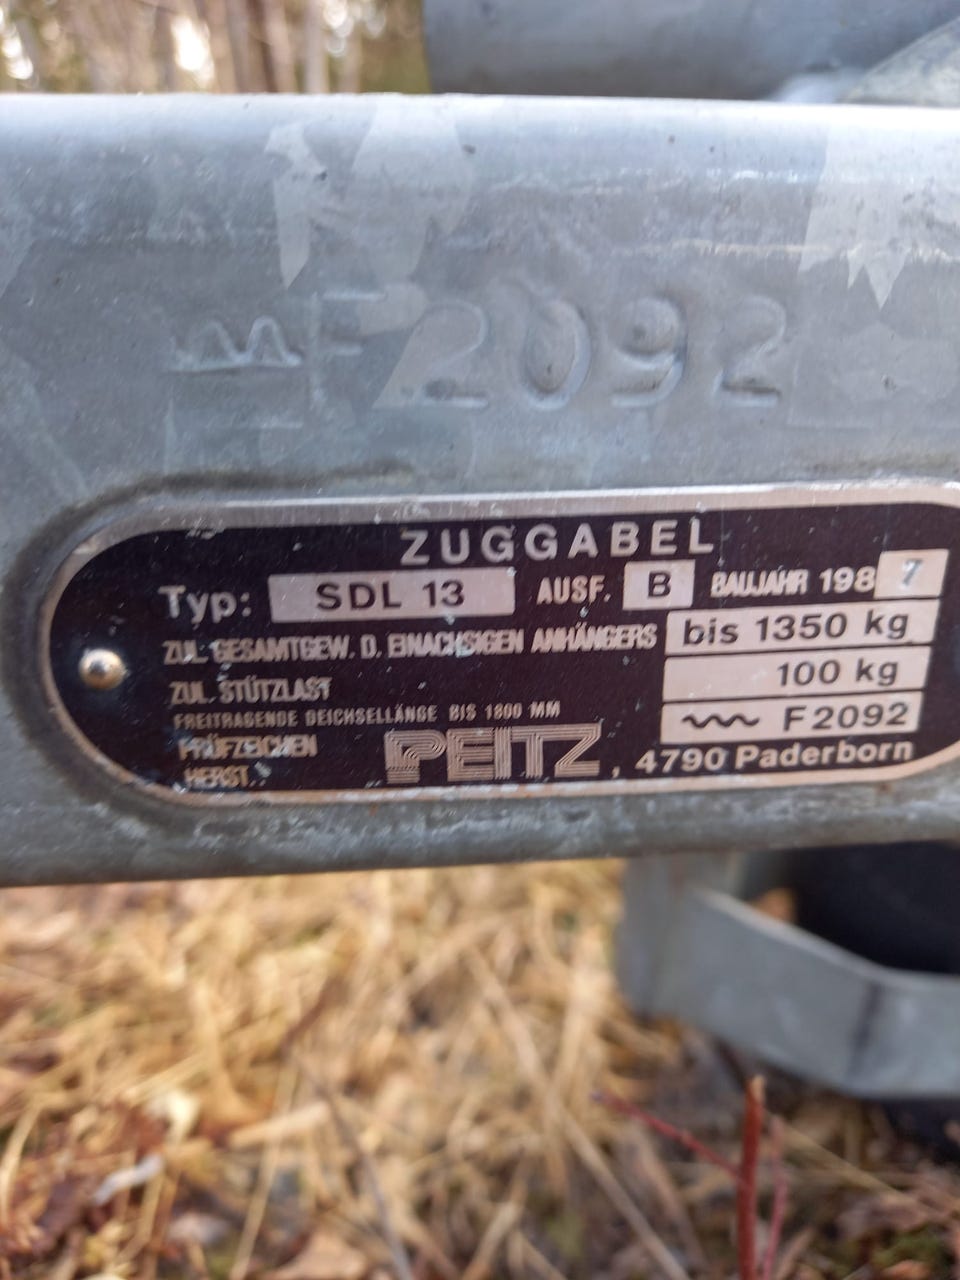 F2092
ZUGGABEL
Typ: SDL 13 AUSF. B BAUJAHR 1987
ZUL. GESAMTGEW. D. EINACHSIGEN ANHÄNGERS bis 1350 kg
ZUL. STÜTZLAST 100 kg
FREITRAGENDE DEICHSELLÄNGE BIS 1800 MM
PRÜFZEICHEN F2092
HERST.: PEITZ, 4790 Paderborn